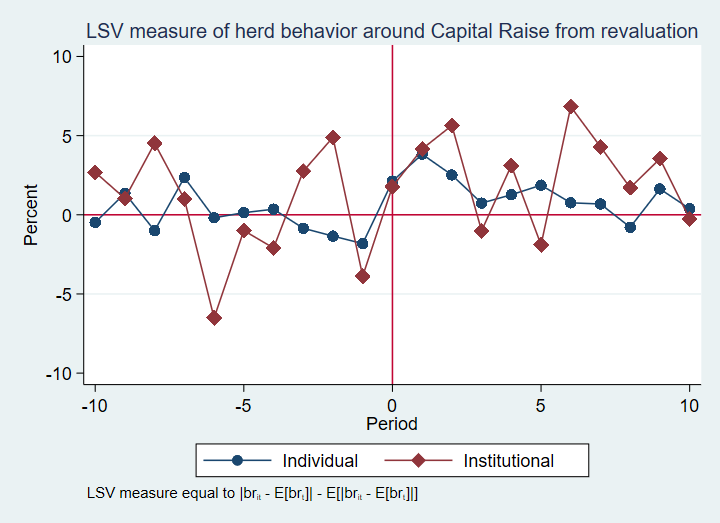 LSV measure of herd behavior around Capital Raise from revaluation
10
5
0
-5
-10
Percent
-10 -5 0 5 10
Period
Individual Institutional
LSV measure equal to |brᵢₜ - E[brₜ]| - E[|brᵢₜ - E[brₜ]|]